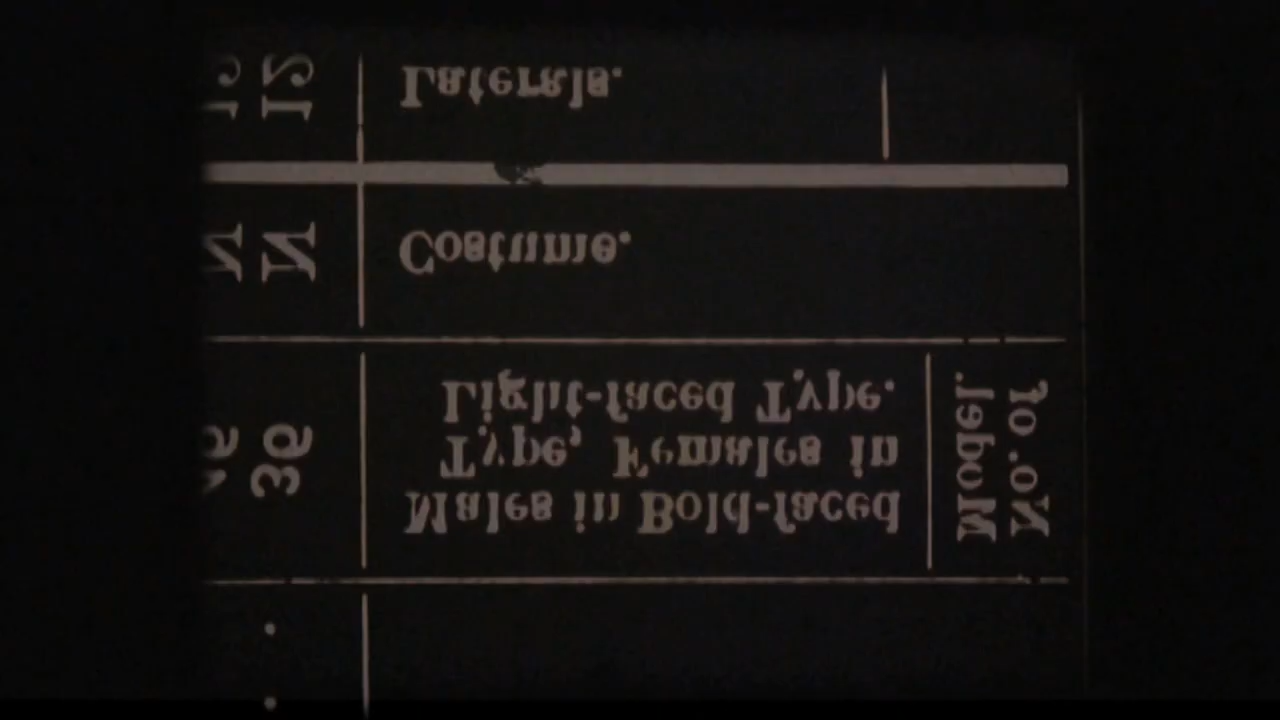 No. of
Model.
Males in Bold-faced
Type, Females in
Light-faced Type.
Costume.
N
Laterals.